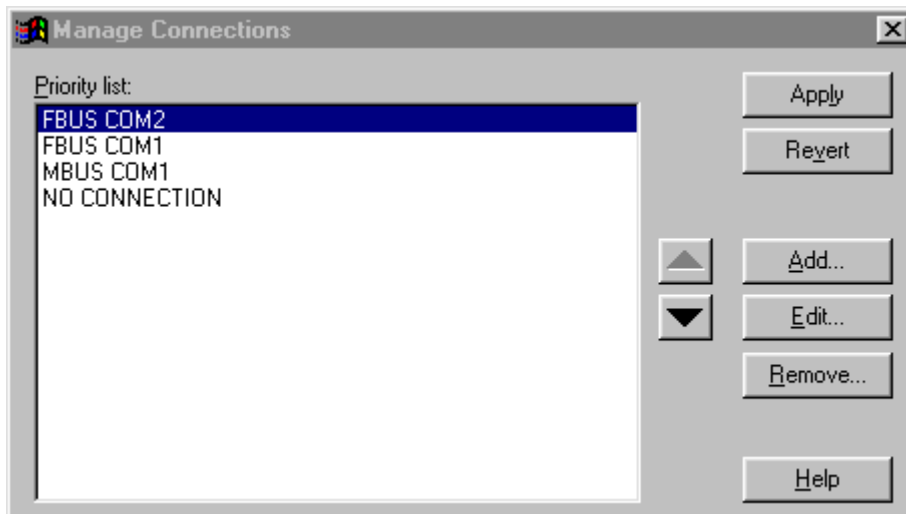 Manage Connections
Priority list:
FBUS COM2
FBUS COM1
MBUS COM1
NO CONNECTION
Apply
Revert
Add...
Edit...
Remove...
Help